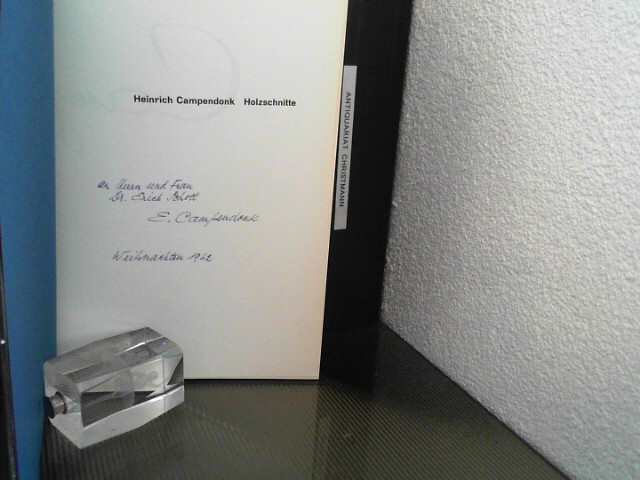 Heinrich Campendonk Holzschnitte
an Herrn und Frau
Dr. Erich Schott
E. Campendonk
Weihnachten 1962
ANTIQUARIAT CHRISTMANN